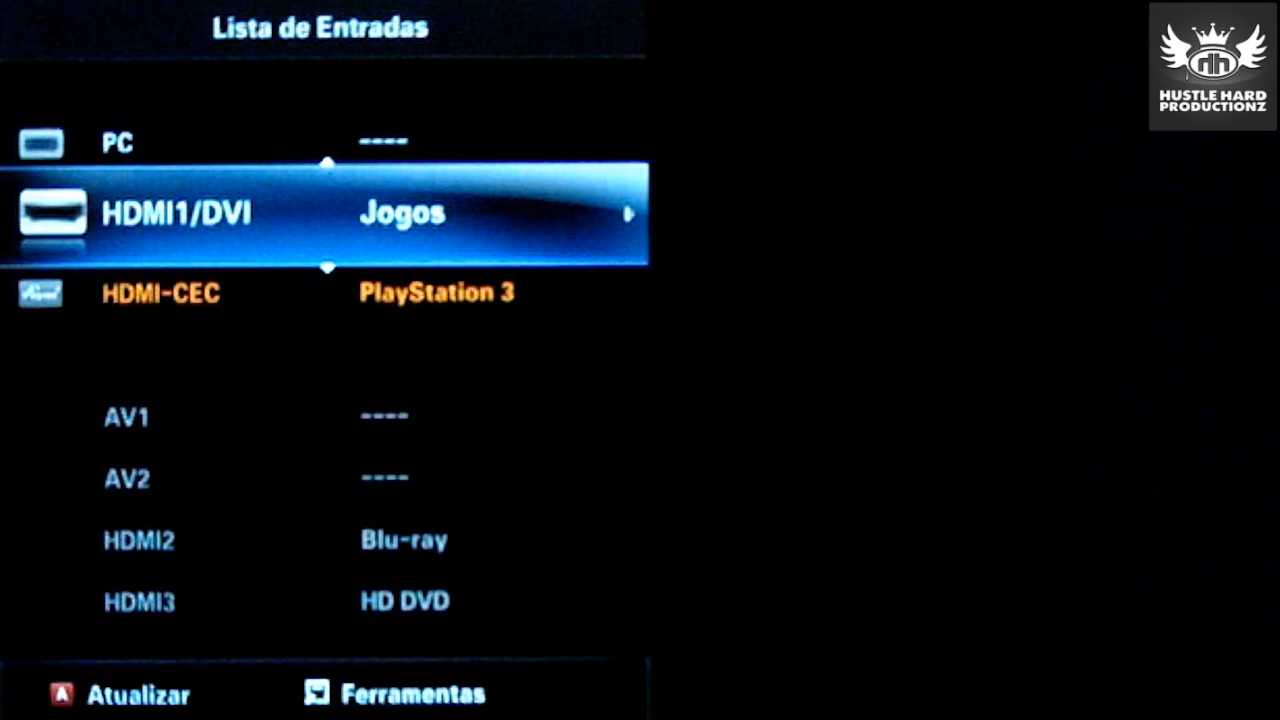 Lista de Entradas
PC ----
HDMI1/DVI Jogos
HDMI-CEC PlayStation 3
AV1 ----
AV2 ----
HDMI2 Blu-ray
HDMI3 HD DVD
A Atualizar Ferramentas
HUSTLE HARD
PRODUCTIONZ